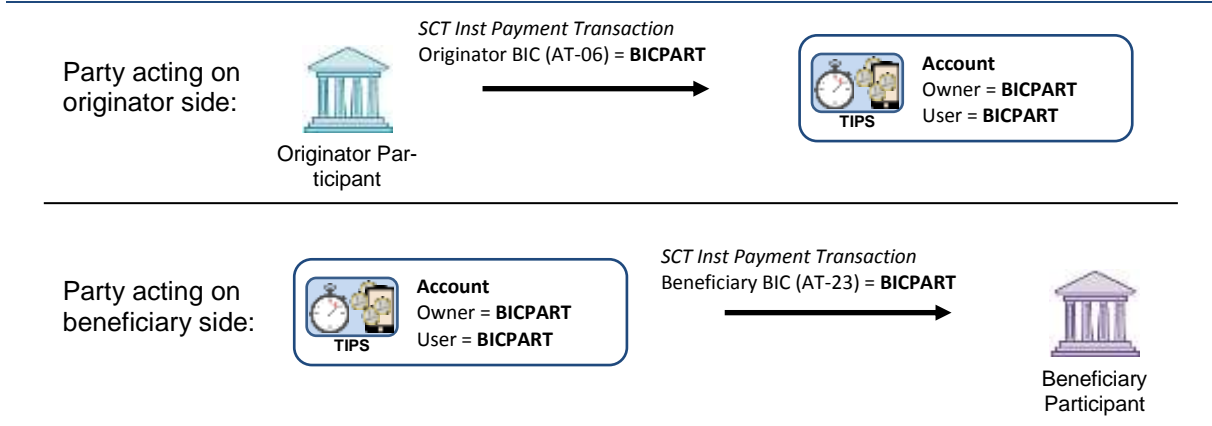 SCT Inst Payment Transaction
Originator BIC (AT-06) = BICPART
Party acting on
originator side:
Account
Owner = BICPART
User = BICPART
TIPS
Originator Par-
ticipant
SCT Inst Payment Transaction
Beneficiary BIC (AT-23) = BICPART
Party acting on
beneficiary side:
Account
Owner = BICPART
User = BICPART
TIPS
Beneficiary
Participant